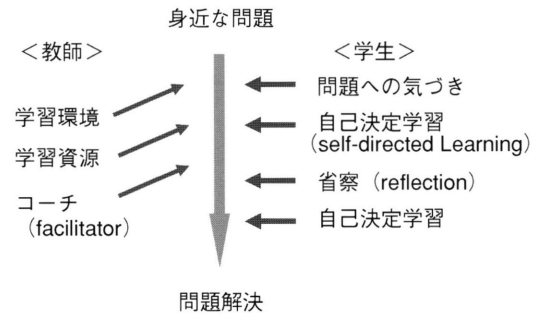 身近な問題
＜教師＞
学習環境
学習資源
コーチ
（facilitator）
＜学生＞
問題への気づき
自己決定学習
（self-directed Learning）
省察（reflection）
自己決定学習
問題解決